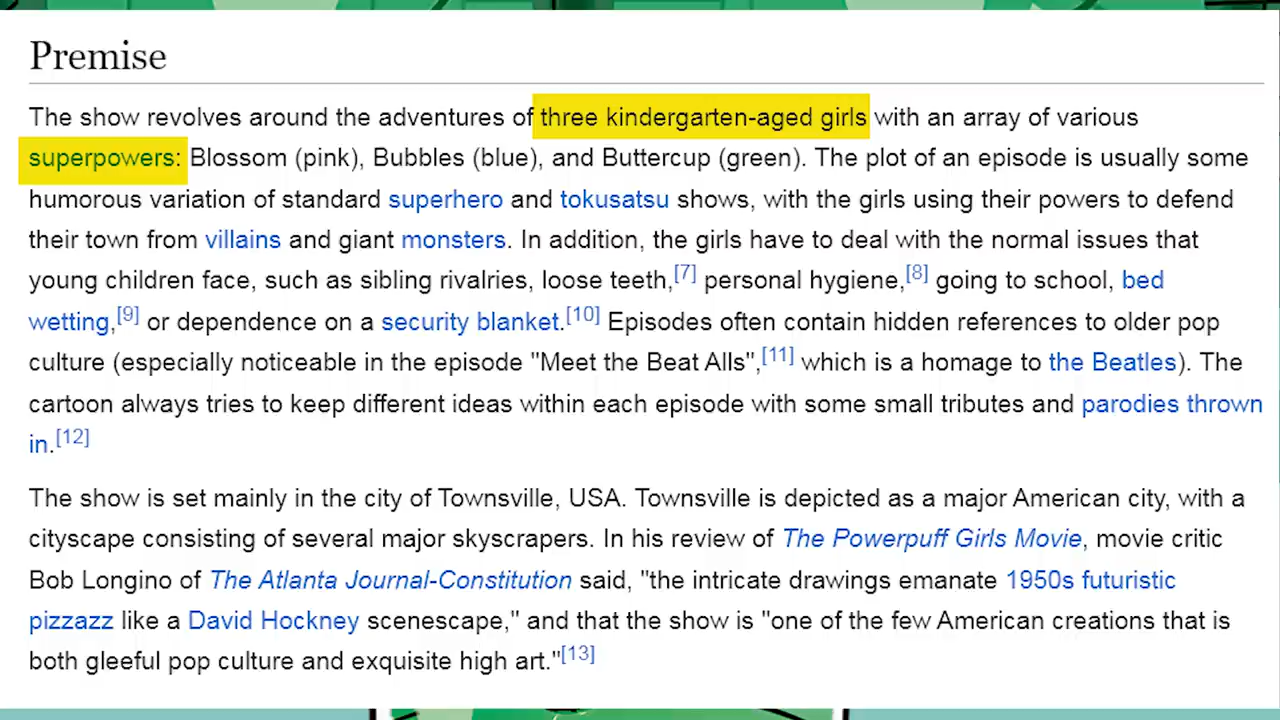 Premise
The show revolves around the adventures of three kindergarten-aged girls with an array of various
superpowers: Blossom (pink), Bubbles (blue), and Buttercup (green). The plot of an episode is usually some
humorous variation of standard superhero and tokusatsu shows, with the girls using their powers to defend
their town from villains and giant monsters. In addition, the girls have to deal with the normal issues that
young children face, such as sibling rivalries, loose teeth,[7] personal hygiene,[8] going to school, bed
wetting,[9] or dependence on a security blanket.[10] Episodes often contain hidden references to older pop
culture (especially noticeable in the episode "Meet the Beat Alls",[11] which is a homage to the Beatles). The
cartoon always tries to keep different ideas within each episode with some small tributes and parodies thrown
in.[12]
The show is set mainly in the city of Townsville, USA. Townsville is depicted as a major American city, with a
cityscape consisting of several major skyscrapers. In his review of The Powerpuff Girls Movie, movie critic
Bob Longino of The Atlanta Journal-Constitution said, "the intricate drawings emanate 1950s futuristic
pizzazz like a David Hockney scenescape," and that the show is "one of the few American creations that is
both gleeful pop culture and exquisite high art."[13]